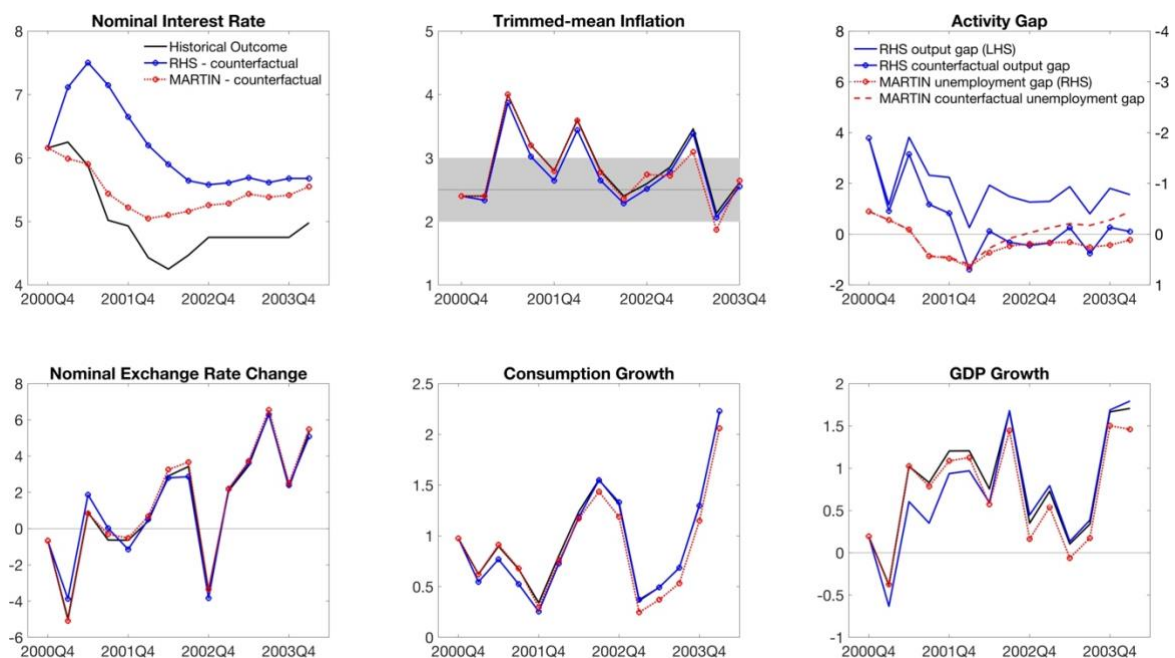 Nominal Interest Rate
8
7
6
5
4
Historical Outcome
RHS - counterfactual
MARTIN - counterfactual
2000Q4 2001Q4 2002Q4 2003Q4
Trimmed-mean Inflation
5
4
3
2
1
2000Q4 2001Q4 2002Q4 2003Q4
Activity Gap
8
6
4
2
0
-2
RHS output gap (LHS)
RHS counterfactual output gap
MARTIN unemployment gap (RHS)
MARTIN counterfactual unemployment gap
-4
-3
-2
-1
0
1
2000Q4 2001Q4 2002Q4 2003Q4
Nominal Exchange Rate Change
8
6
4
2
0
-2
-4
-6
2000Q4 2001Q4 2002Q4 2003Q4
Consumption Growth
2.5
2
1.5
1
0.5
0
2000Q4 2001Q4 2002Q4 2003Q4
GDP Growth
2
1.5
1
0.5
0
-0.5
-1
2000Q4 2001Q4 2002Q4 2003Q4